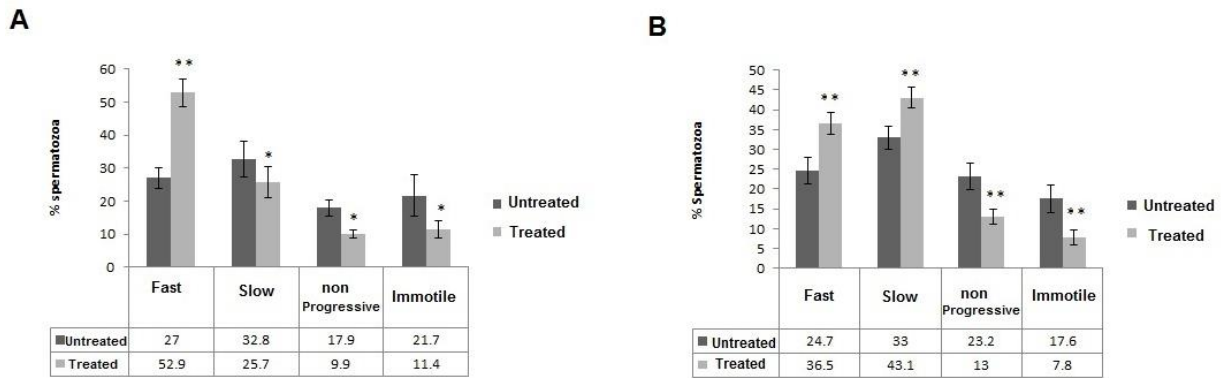 A
% spermatozoa
60
50
40
30
20
10
0
**
*
*
*
Untreated
Treated
Fast Slow non Progressive Immotile
Untreated 27 32.8 17.9 21.7
Treated 52.9 25.7 9.9 11.4
B
% Spermatozoa
50
45
40
35
30
25
20
15
10
5
0
**
**
**
**
Untreated
Treated
Fast Slow non Progressive Immotile
Untreated 24.7 33 23.2 17.6
Treated 36.5 43.1 13 7.8